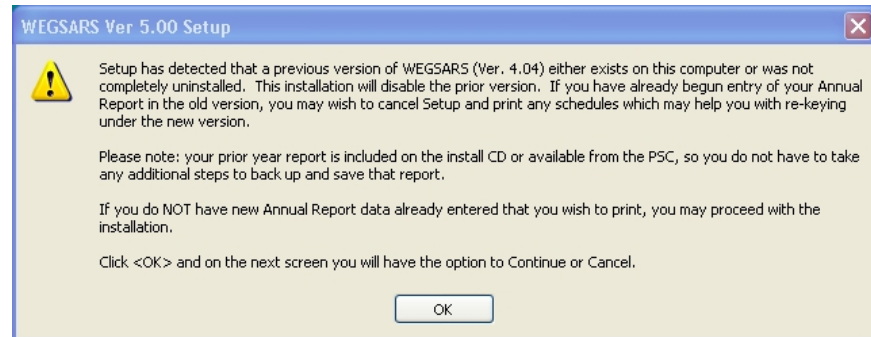 WEGSARS Ver 5.00 Setup
Setup has detected that a previous version of WEGSARS (Ver. 4.04) either exists on this computer or was not
completely uninstalled.  This installation will disable the prior version.  If you have already begun entry of your Annual
Report in the old version, you may wish to cancel Setup and print any schedules which may help you with re-keying
under the new version.
Please note: your prior year report is included on the install CD or available from the PSC, so you do not have to take
any additional steps to back up and save that report.
If you do NOT have new Annual Report data already entered that you wish to print, you may proceed with the
installation.
Click <OK> and on the next screen you will have the option to Continue or Cancel.
OK